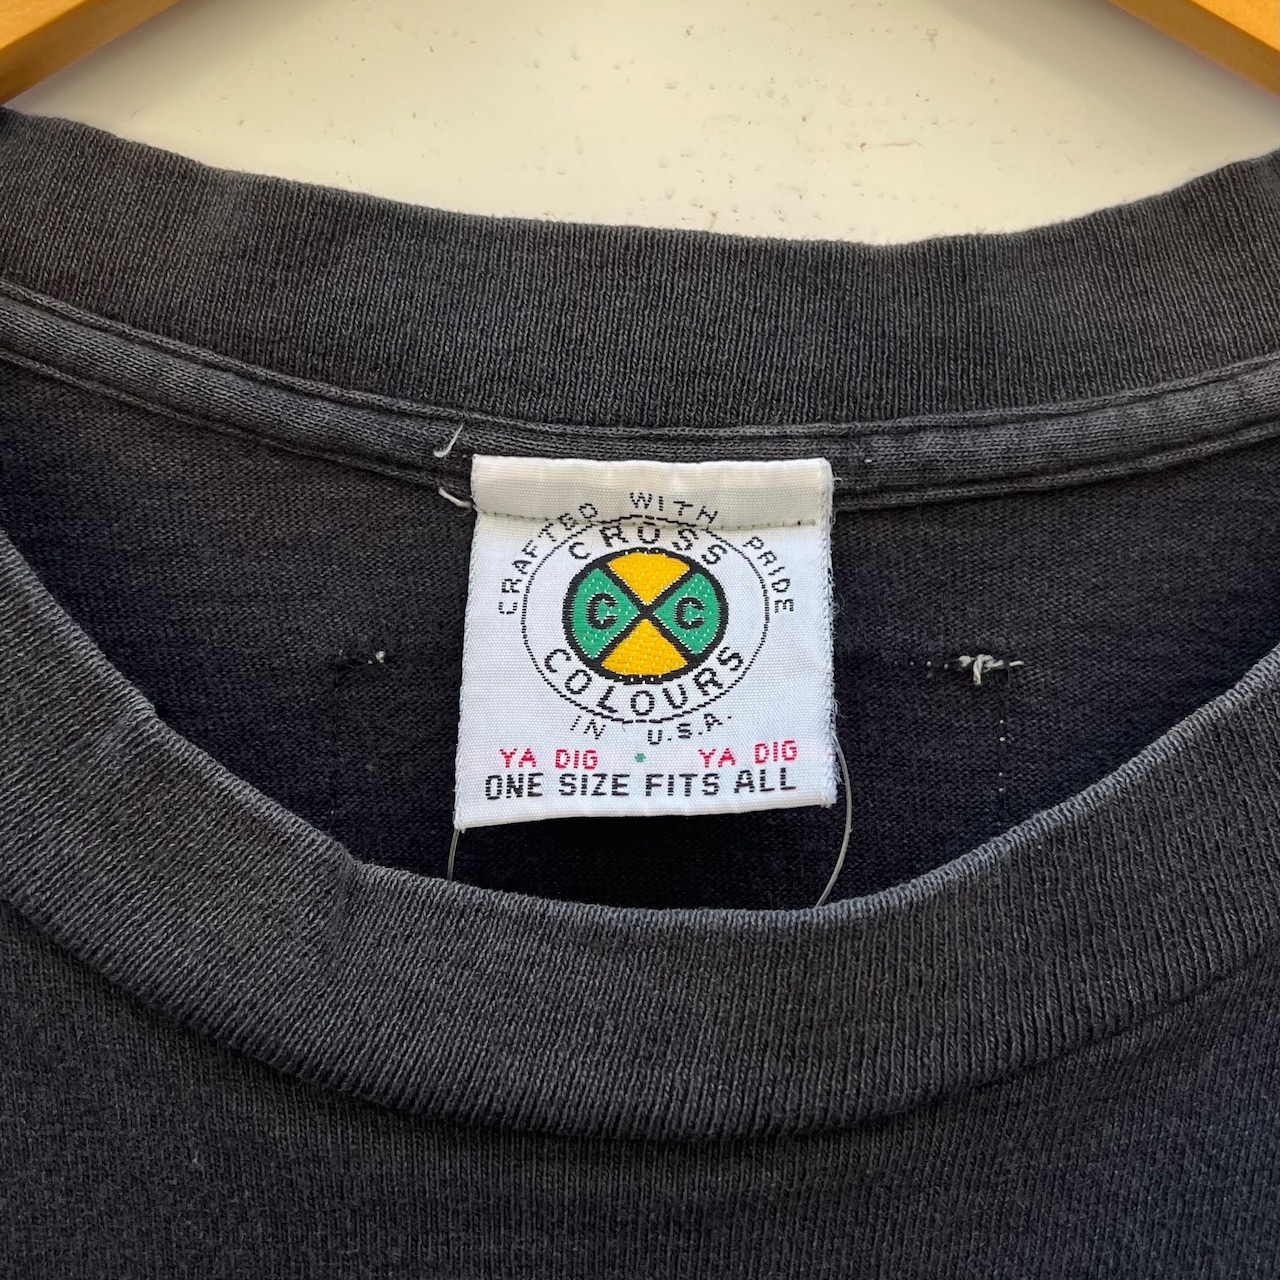 CRAFTED WITH PRIDE
CROSS
C C
COLOURS
IN U.S.A.
YA DIG • YA DIG
ONE SIZE FITS ALL